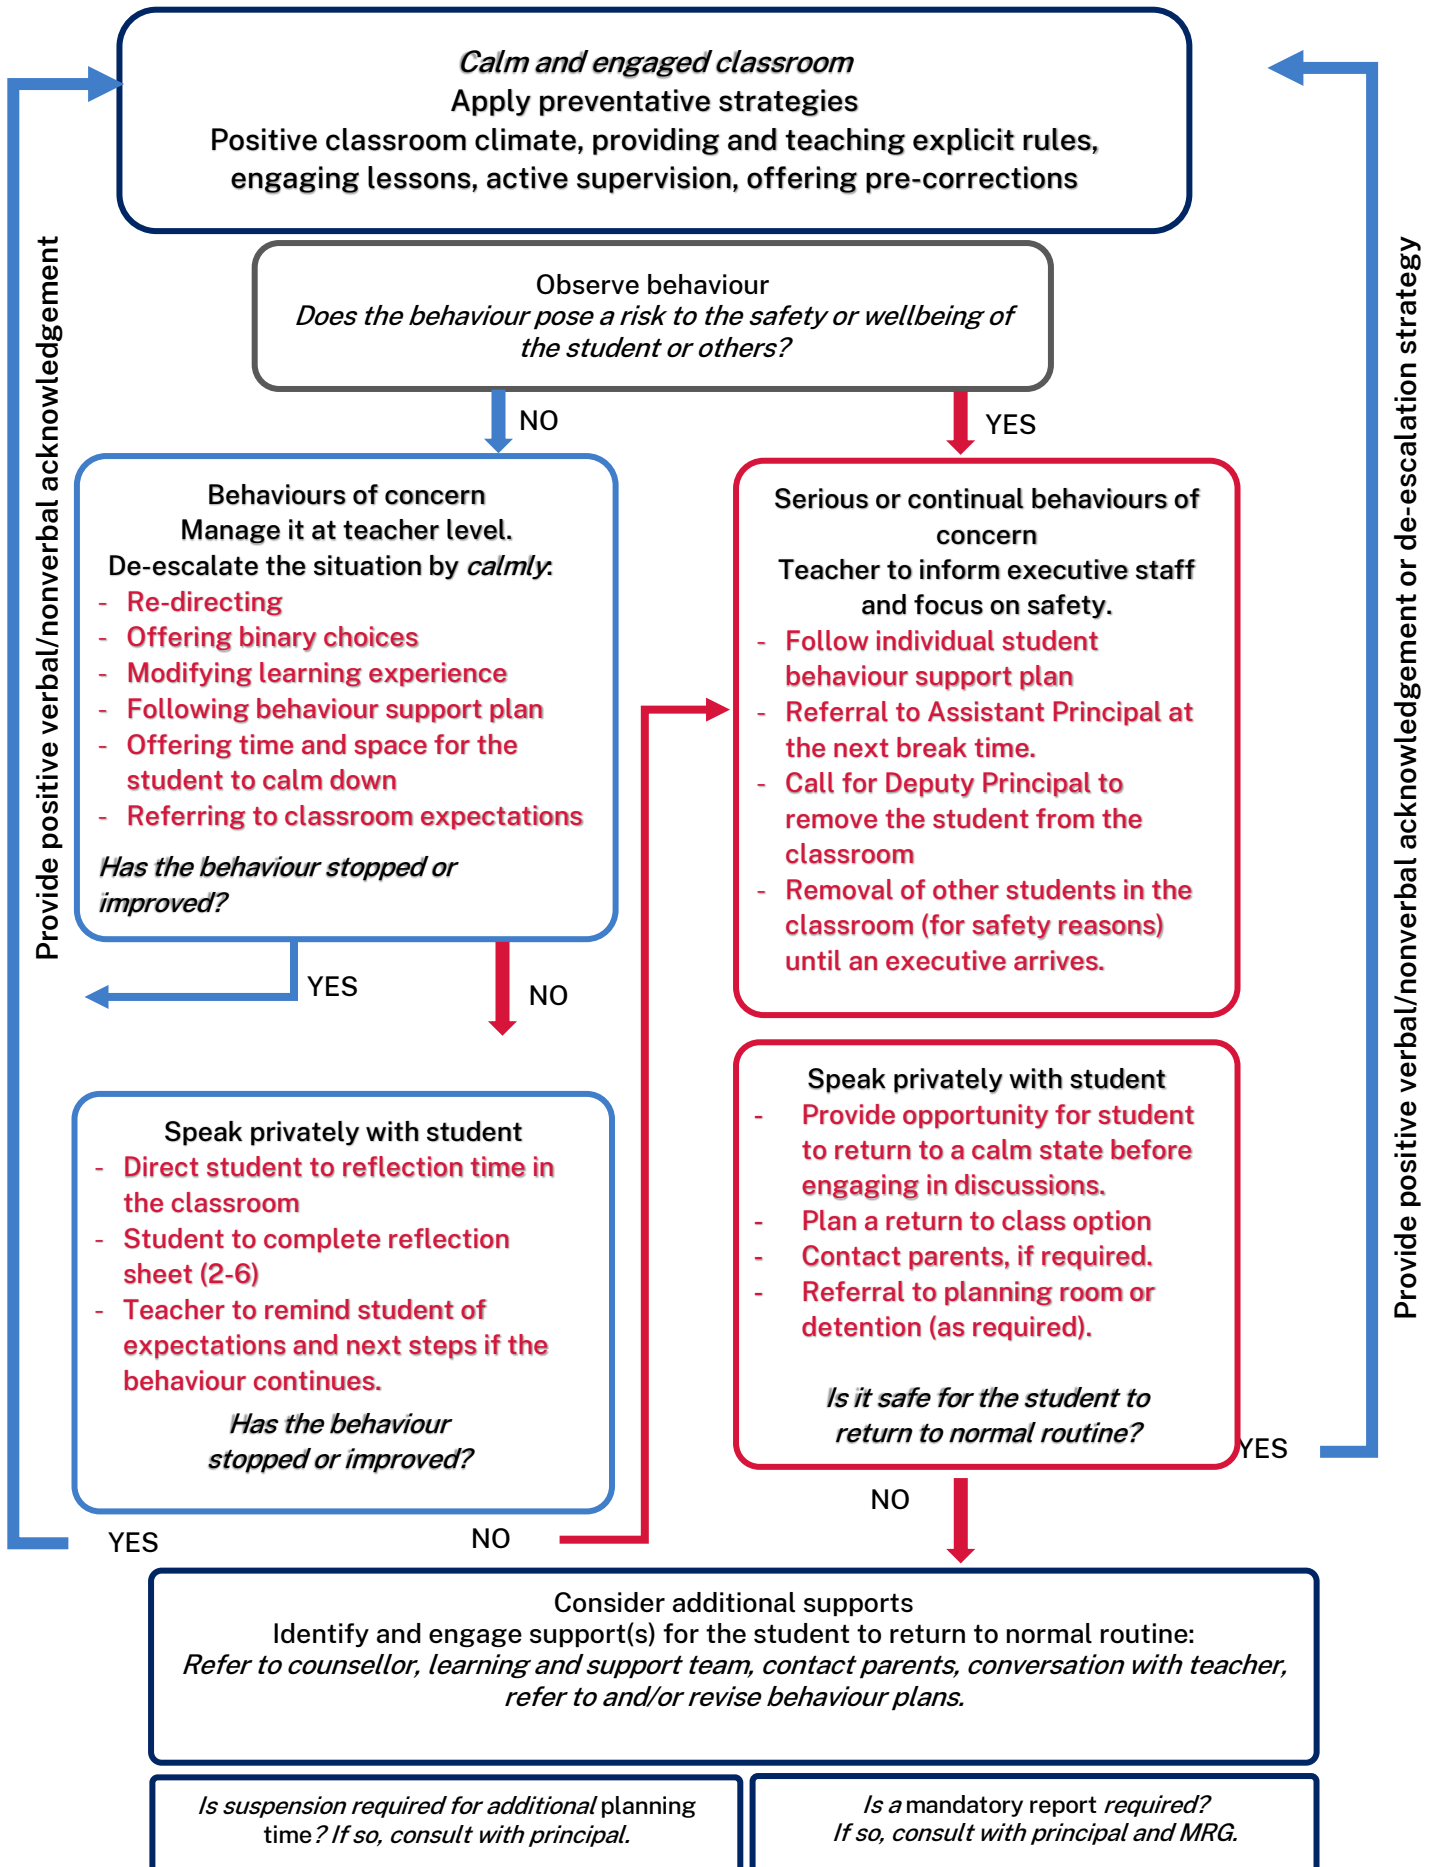 Calm and engaged classroom
Apply preventative strategies
Positive classroom climate, providing and teaching explicit rules,
engaging lessons, active supervision, offering pre-corrections
Provide positive verbal/nonverbal acknowledgement
Provide positive verbal/nonverbal acknowledgement or de-escalation strategy
Observe behaviour
Does the behaviour pose a risk to the safety or wellbeing of
the student or others?
NO
YES
Behaviours of concern
Manage it at teacher level.
De-escalate the situation by calmly:
- Re-directing
- Offering binary choices
- Modifying learning experience
- Following behaviour support plan
- Offering time and space for the
student to calm down
- Referring to classroom expectations
Has the behaviour stopped or
improved?
YES
NO
Serious or continual behaviours of
concern
Teacher to inform executive staff
and focus on safety.
- Follow individual student
behaviour support plan
- Referral to Assistant Principal at
the next break time.
- Call for Deputy Principal to
remove the student from the
classroom
- Removal of other students in the
classroom (for safety reasons)
until an executive arrives.
Speak privately with student
- Direct student to reflection time in
the classroom
- Student to complete reflection
sheet (2-6)
- Teacher to remind student of
expectations and next steps if the
behaviour continues.
Has the behaviour
stopped or improved?
YES
NO
Speak privately with student
- Provide opportunity for student
to return to a calm state before
engaging in discussions.
- Plan a return to class option
- Contact parents, if required.
- Referral to planning room or
detention (as required).
Is it safe for the student to
return to normal routine?
YES
NO
Consider additional supports
Identify and engage support(s) for the student to return to normal routine:
Refer to counsellor, learning and support team, contact parents, conversation with teacher,
refer to and/or revise behaviour plans.
Is suspension required for additional planning
time? If so, consult with principal.
Is a mandatory report required?
If so, consult with principal and MRG.